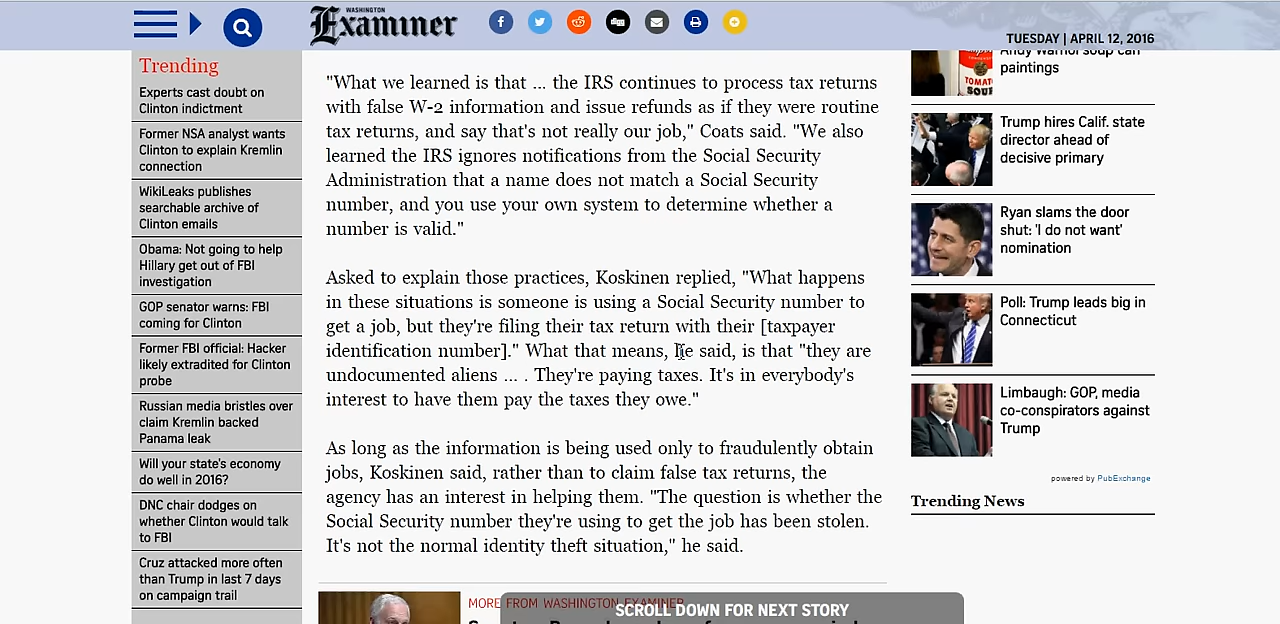 WASHINGTON
Examiner
TUESDAY | APRIL 12, 2016
Trending
Experts cast doubt on
Clinton indictment
Former NSA analyst wants
Clinton to explain Kremlin
connection
WikiLeaks publishes
searchable archive of
Clinton emails
Obama: Not going to help
Hillary get out of FBI
investigation
GOP senator warns: FBI
coming for Clinton
Former FBI official: Hacker
likely extradited for Clinton
probe
Russian media bristles over
claim Kremlin backed
Panama leak
Will your state's economy
do well in 2016?
DNC chair dodges on
whether Clinton would talk
to FBI
Cruz attacked more often
than Trump in last 7 days
on campaign trail
"What we learned is that ... the IRS continues to process tax returns
with false W-2 information and issue refunds as if they were routine
tax returns, and say that's not really our job," Coats said. "We also
learned the IRS ignores notifications from the Social Security
Administration that a name does not match a Social Security
number, and you use your own system to determine whether a
number is valid."
Asked to explain those practices, Koskinen replied, "What happens
in these situations is someone is using a Social Security number to
get a job, but they're filing their tax return with their [taxpayer
identification number]." What that means, he said, is that "they are
undocumented aliens ... . They're paying taxes. It's in everybody's
interest to have them pay the taxes they owe."
As long as the information is being used only to fraudulently obtain
jobs, Koskinen said, rather than to claim false tax returns, the
agency has an interest in helping them. "The question is whether the
Social Security number they're using to get the job has been stolen.
It's not the normal identity theft situation," he said.
MORE FROM WASHINGTON EXAMINER
SCROLL DOWN FOR NEXT STORY
Andy Warhol soup can
paintings
TOMAT
SOUP
Trump hires Calif. state
director ahead of
decisive primary
Ryan slams the door
shut: 'I do not want'
nomination
Poll: Trump leads big in
Connecticut
Limbaugh: GOP, media
co-conspirators against
Trump
powered by PubExchange
Trending News